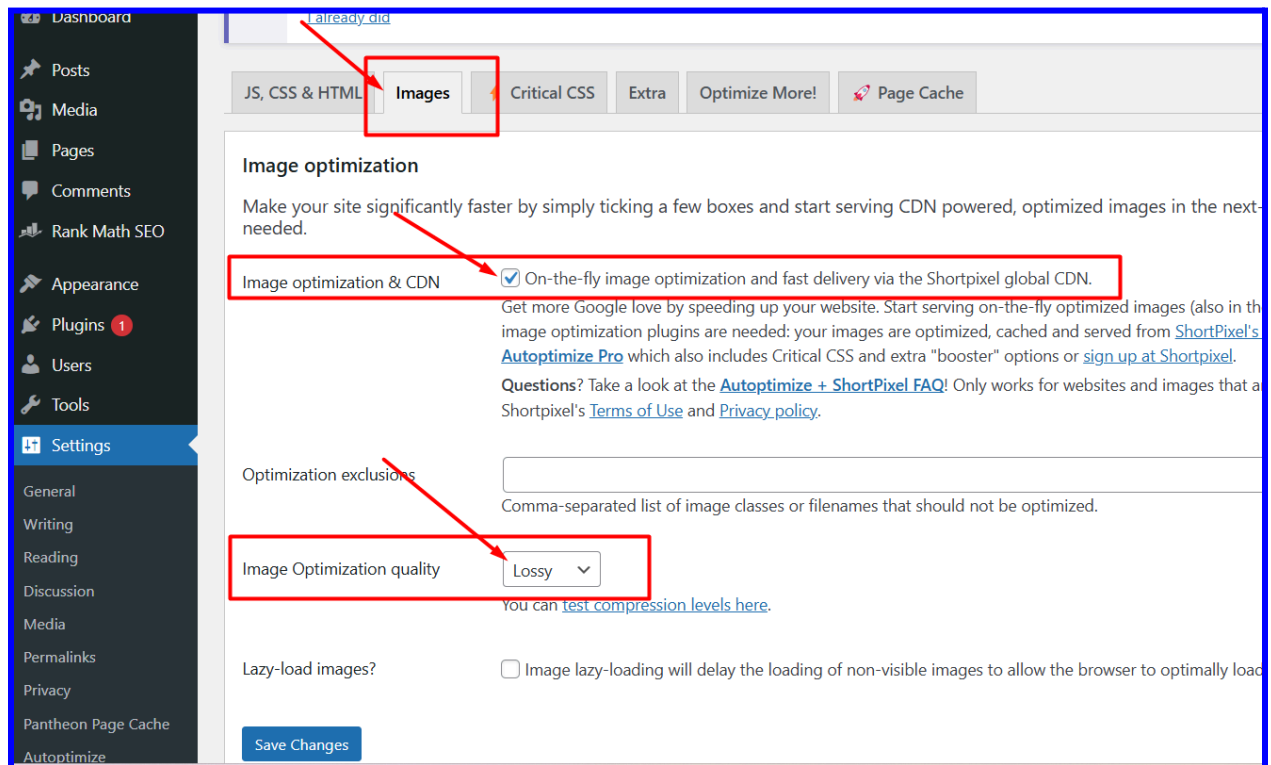 Dashboard
Posts
Media
Pages
Comments
Rank Math SEO
Appearance
Plugins 1
Users
Tools
Settings
General
Writing
Reading
Discussion
Media
Permalinks
Privacy
Pantheon Page Cache
Autoptimize
I already did
JS, CSS & HTML Images Critical CSS Extra Optimize More! Page Cache
Image optimization
Make your site significantly faster by simply ticking a few boxes and start serving CDN powered, optimized images in the next-
needed.
Image optimization & CDN On-the-fly image optimization and fast delivery via the Shortpixel global CDN.
Get more Google love by speeding up your website. Start serving on-the-fly optimized images (also in the
image optimization plugins are needed: your images are optimized, cached and served from ShortPixel's
Autoptimize Pro which also includes Critical CSS and extra "booster" options or sign up at Shortpixel.
Questions? Take a look at the Autoptimize + ShortPixel FAQ! Only works for websites and images that
Shortpixel's Terms of Use and Privacy policy.
Optimization exclusions
Comma-separated list of image classes or filenames that should not be optimized.
Image Optimization quality Lossy
You can test compression levels here.
Lazy-load images? Image lazy-loading will delay the loading of non-visible images to allow the browser to optimally load
Save Changes